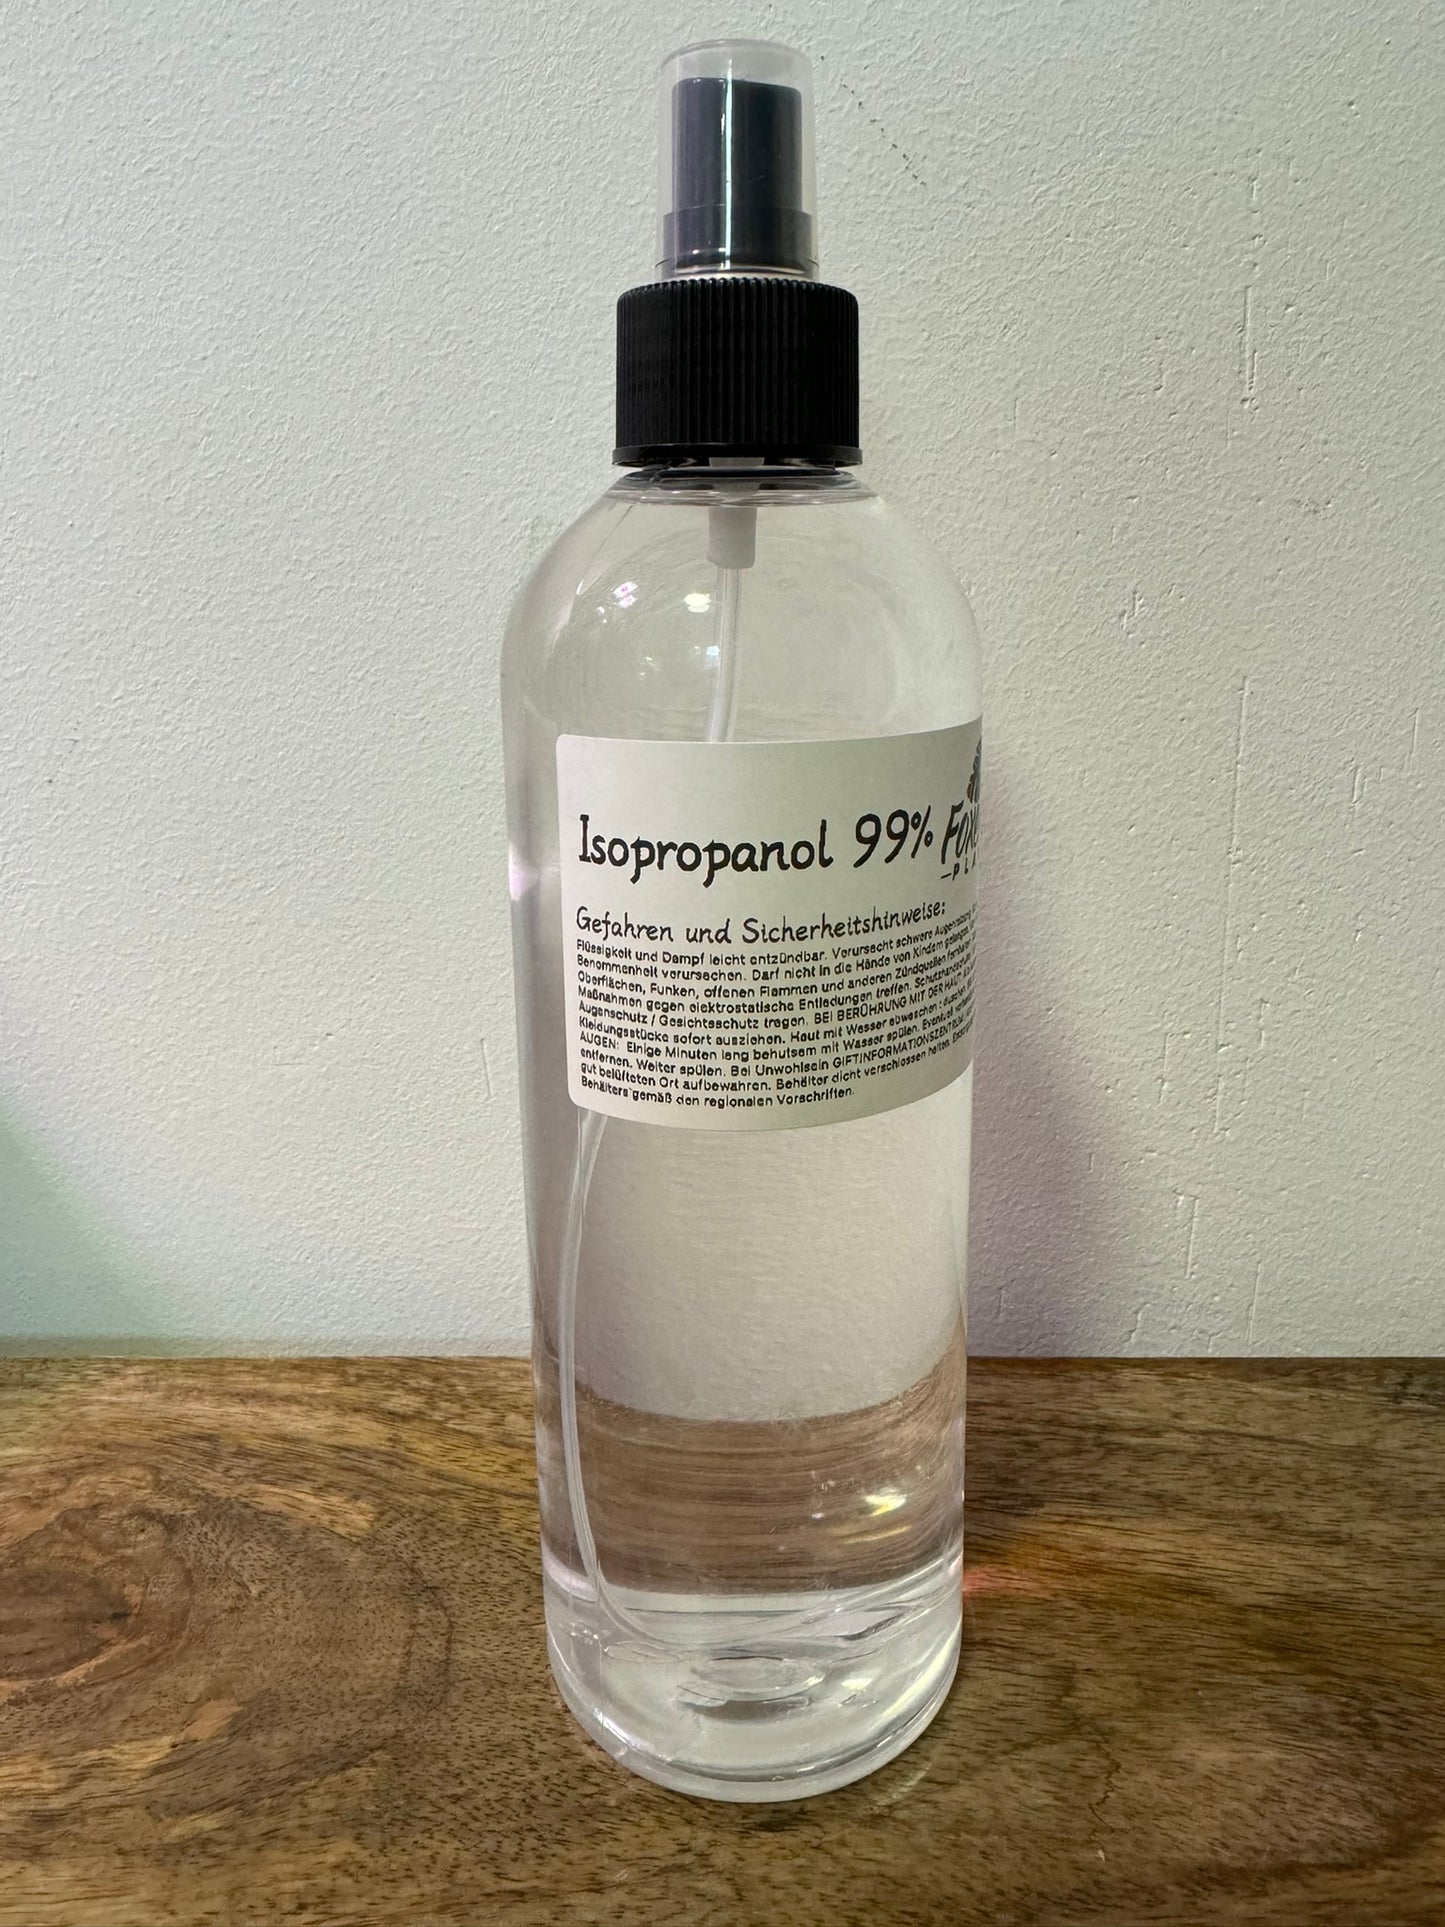 Isopropanol 99%
—PLA
Gefahren und Sicherheitshinweise:
Flüssigkeit und Dampf leicht entzündbar. Verursacht schwere Augenreizung
Benommenheit verursachen. Darf nicht in die Hände von Kindern gelangen.
Oberflächen, Funken, offenen Flammen und anderen Zündquellen fernhalten
Maßnahmen gegen elektrostatische Entladungen treffen. Schutzhandschuhe
Augenschutz / Gesichtsschutz tragen. BEI BERÜHRUNG MIT DER HAUT
Kleidungsstücke sofort ausziehen. Haut mit Wasser abwaschen : duschen.
AUGEN: Einige Minuten lang behutsam mit Wasser spülen. Eventuell
entfernen. Weiter spülen. Bei Unwohlsein GIFTINFORMATIONSZENTRUM
gut belüfteten Ort aufbewahren. Behälter dicht verschlossen halten.
Behälters gemäß den regionalen Vorschriften.